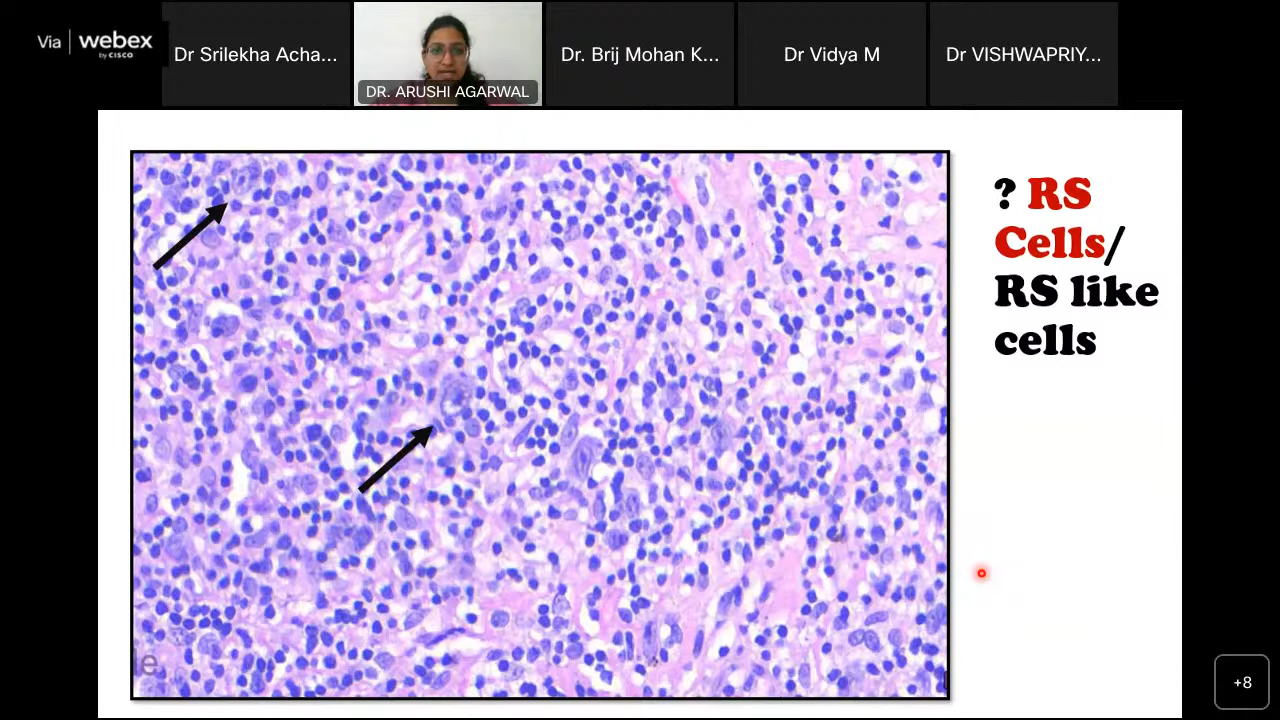 Via webex
by CISCO
Dr Srilekha Acha...
DR. ARUSHI AGARWAL
Dr. Brij Mohan K...
Dr Vidya M
Dr VISHWAPRIY...
? RS
Cells/
RS like
cells
le
+8